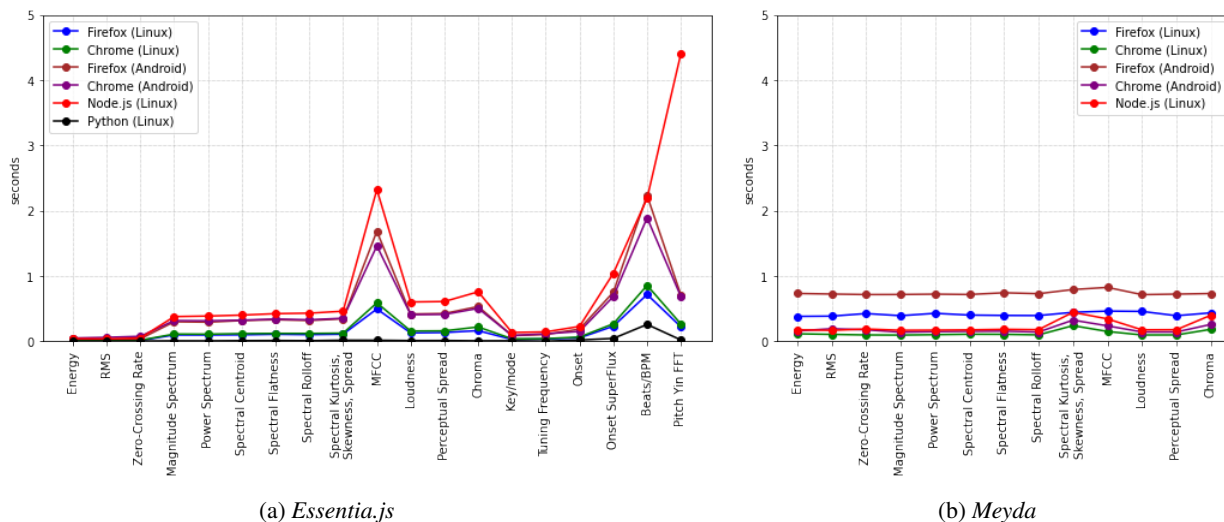 5
4
3
2
1
0
seconds
Firefox (Linux)
Chrome (Linux)
Firefox (Android)
Chrome (Android)
Node.js (Linux)
Python (Linux)
Energy
RMS
Zero-Crossing Rate
Magnitude Spectrum
Power Spectrum
Spectral Centroid
Spectral Flatness
Spectral Rolloff
Spectral Kurtosis,
Skewness, Spread
MFCC
Loudness
Perceptual Spread
Chroma
Key/mode
Tuning Frequency
Onset
Onset SuperFlux
Beats/BPM
Pitch Yin FFT
(a) Essentia.js
5
4
3
2
1
0
seconds
Firefox (Linux)
Chrome (Linux)
Firefox (Android)
Chrome (Android)
Node.js (Linux)
Energy
RMS
Zero-Crossing Rate
Magnitude Spectrum
Power Spectrum
Spectral Centroid
Spectral Flatness
Spectral Rolloff
Spectral Kurtosis,
Skewness, Spread
MFCC
Loudness
Perceptual Spread
Chroma
(b) Meyda